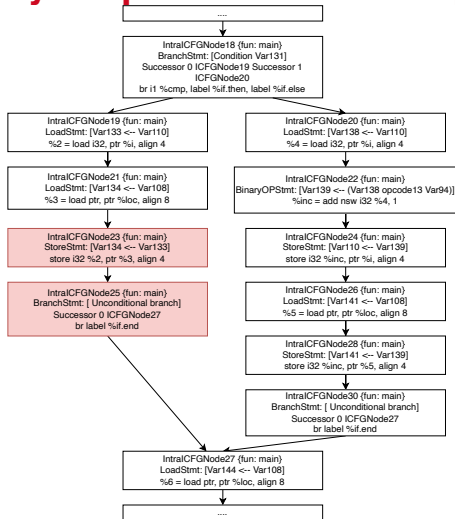 ....
IntraICFGNode18 {fun: main}
BranchStmt: [Condition Var131]
Successor 0 ICFGNode19 Successor 1
ICFGNode20
br i1 %cmp, label %if.then, label %if.else
IntraICFGNode19 {fun: main}
LoadStmt: [Var133 <-- Var110]
%2 = load i32, ptr %i, align 4
IntraICFGNode20 {fun: main}
LoadStmt: [Var138 <-- Var110]
%4 = load i32, ptr %i, align 4
IntraICFGNode21 {fun: main}
LoadStmt: [Var134 <-- Var108]
%3 = load ptr, ptr %loc, align 8
IntraICFGNode22 {fun: main}
BinaryOPStmt: [Var139 <-- (Var138 opcode13 Var94)]
%inc = add nsw i32 %4, 1
IntraICFGNode23 {fun: main}
StoreStmt: [Var134 <-- Var133]
store i32 %2, ptr %3, align 4
IntraICFGNode24 {fun: main}
StoreStmt: [Var110 <-- Var139]
store i32 %inc, ptr %i, align 4
IntraICFGNode25 {fun: main}
BranchStmt: [ Unconditional branch]
Successor 0 ICFGNode27
br label %if.end
IntraICFGNode26 {fun: main}
LoadStmt: [Var141 <-- Var108]
%5 = load ptr, ptr %loc, align 8
IntraICFGNode28 {fun: main}
StoreStmt: [Var141 <-- Var139]
store i32 %inc, ptr %5, align 4
IntraICFGNode30 {fun: main}
BranchStmt: [ Unconditional branch]
Successor 0 ICFGNode27
br label %if.end
IntraICFGNode27 {fun: main}
LoadStmt: [Var144 <-- Var108]
%6 = load ptr, ptr %loc, align 8
....